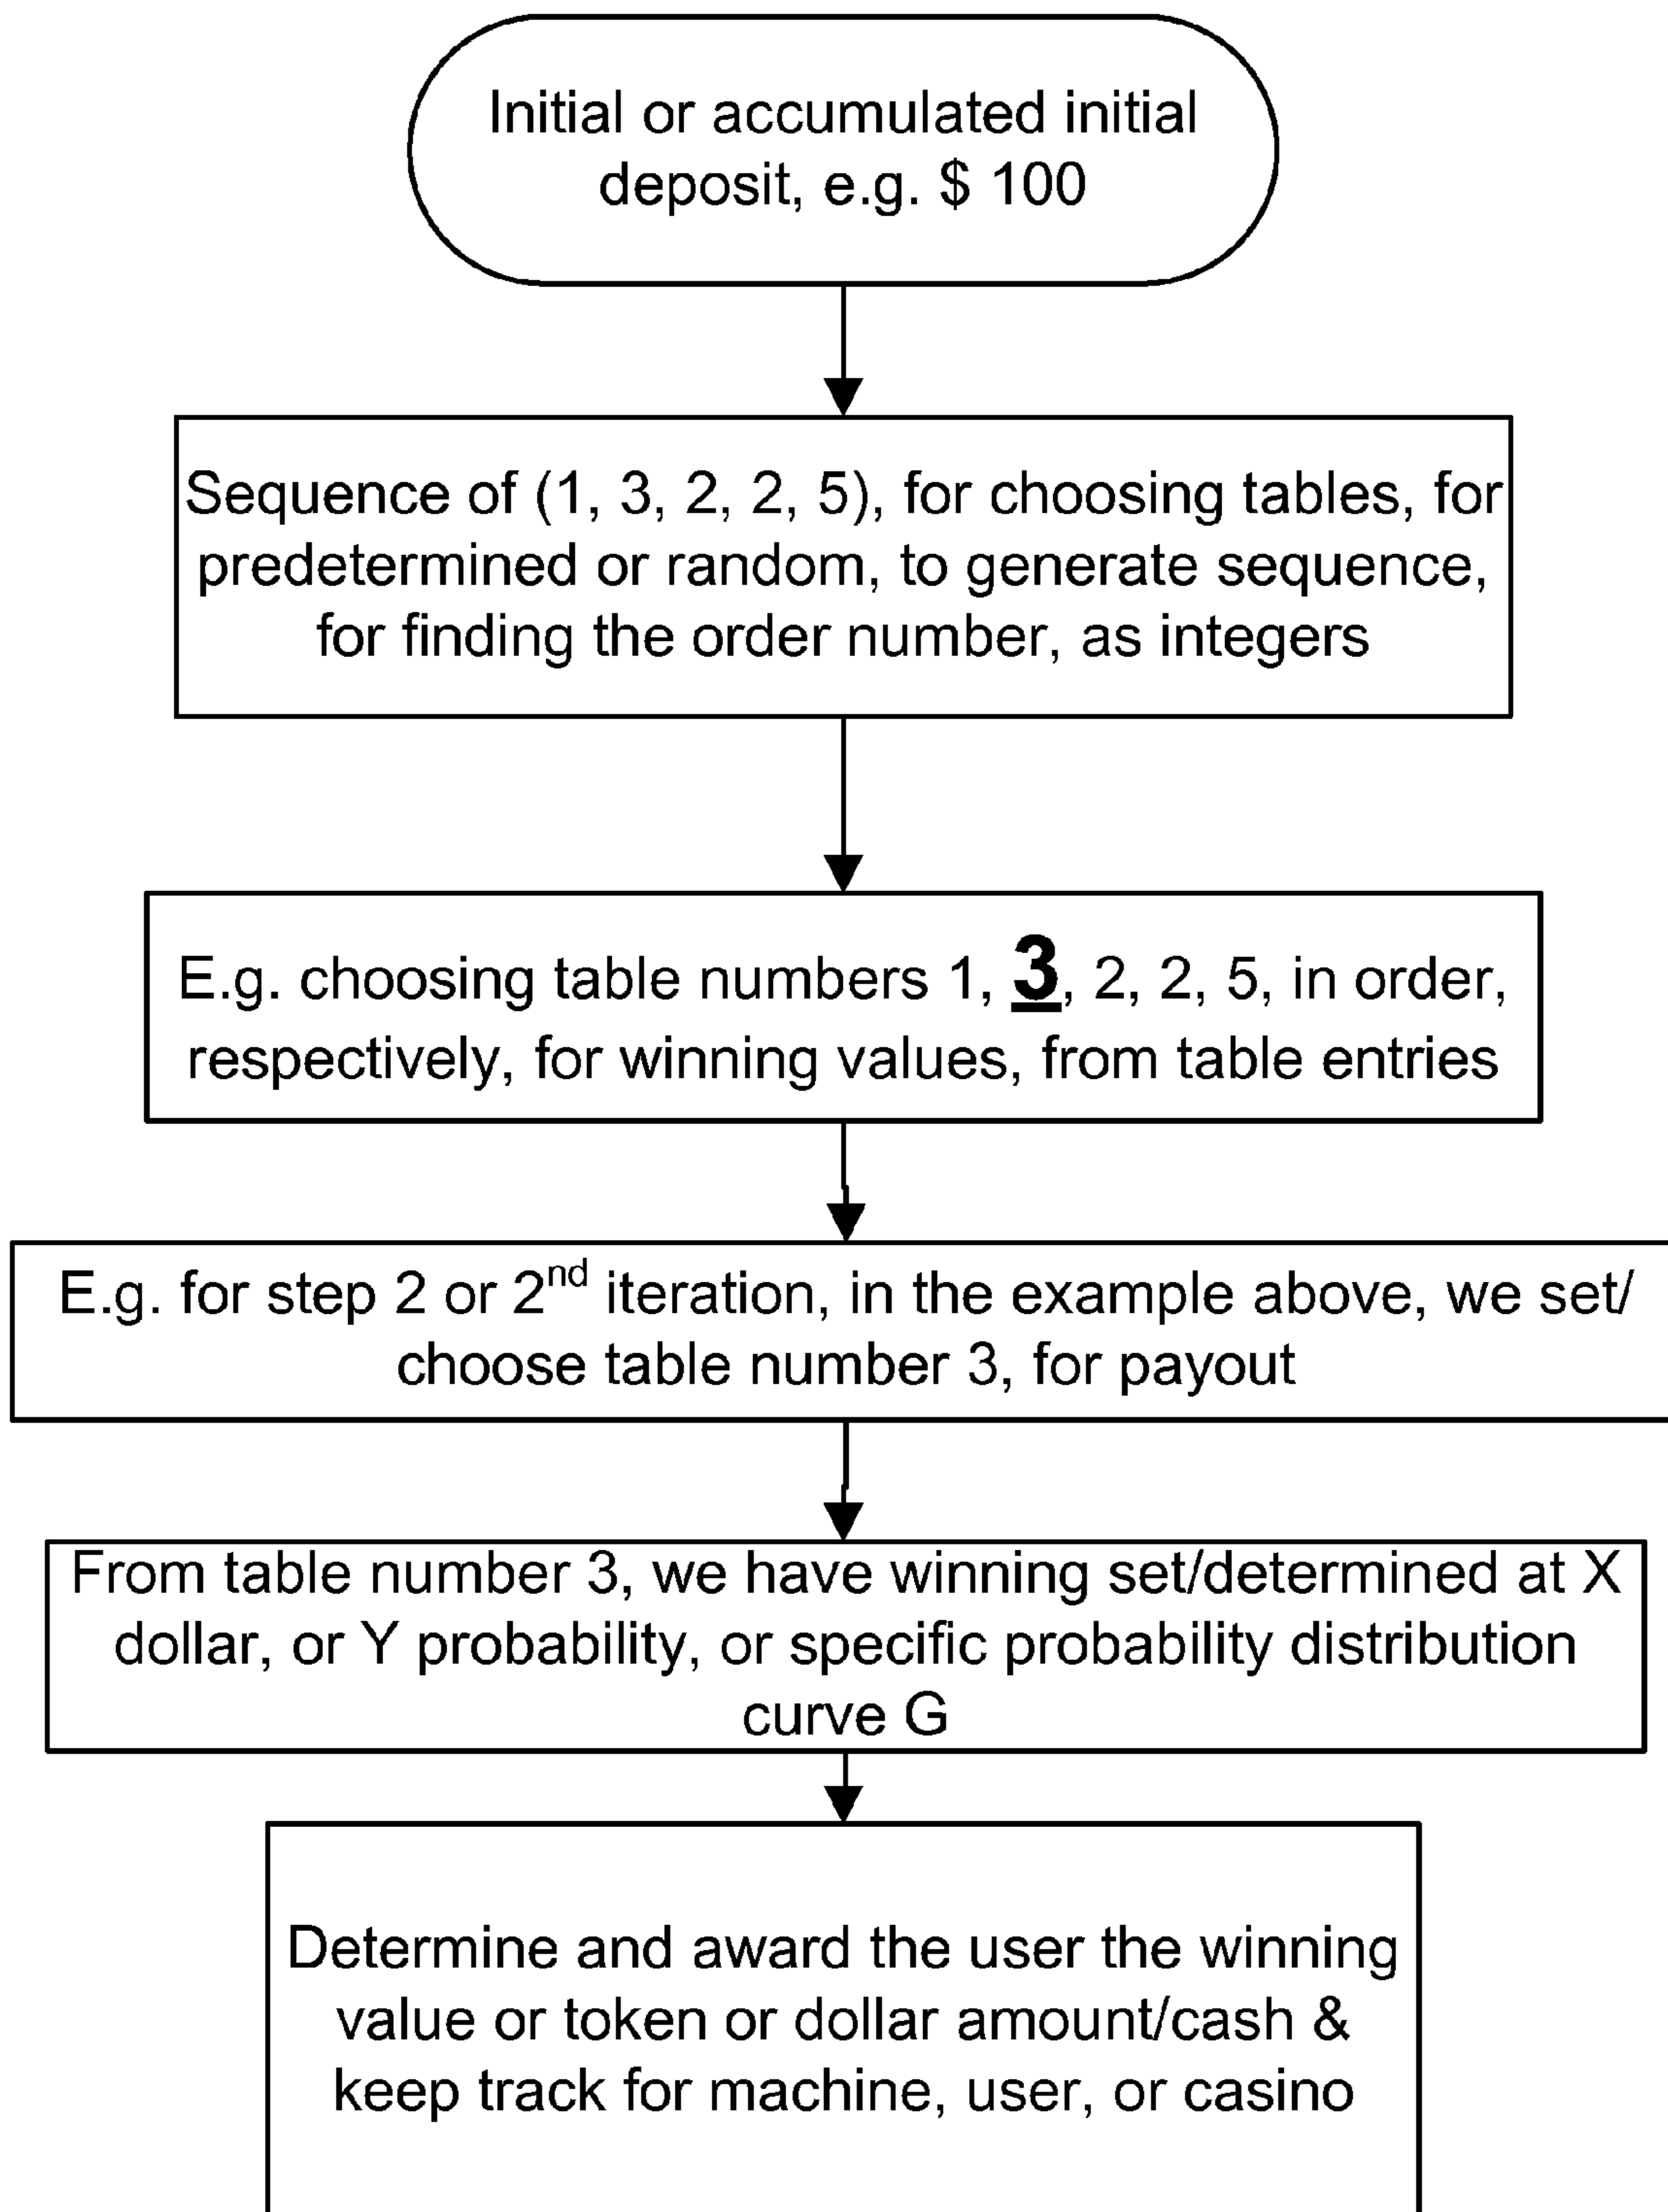 Initial or accumulated initial
deposit, e.g. $ 100
Sequence of (1, 3, 2, 2, 5), for choosing tables, for
predetermined or random, to generate sequence,
for finding the order number, as integers
E.g. choosing table numbers 1, 3, 2, 2, 5, in order,
respectively, for winning values, from table entries
E.g. for step 2 or 2nd iteration, in the example above, we set/
choose table number 3, for payout
From table number 3, we have winning set/determined at X
dollar, or Y probability, or specific probability distribution
curve G
Determine and award the user the winning
value or token or dollar amount/cash &
keep track for machine, user, or casino